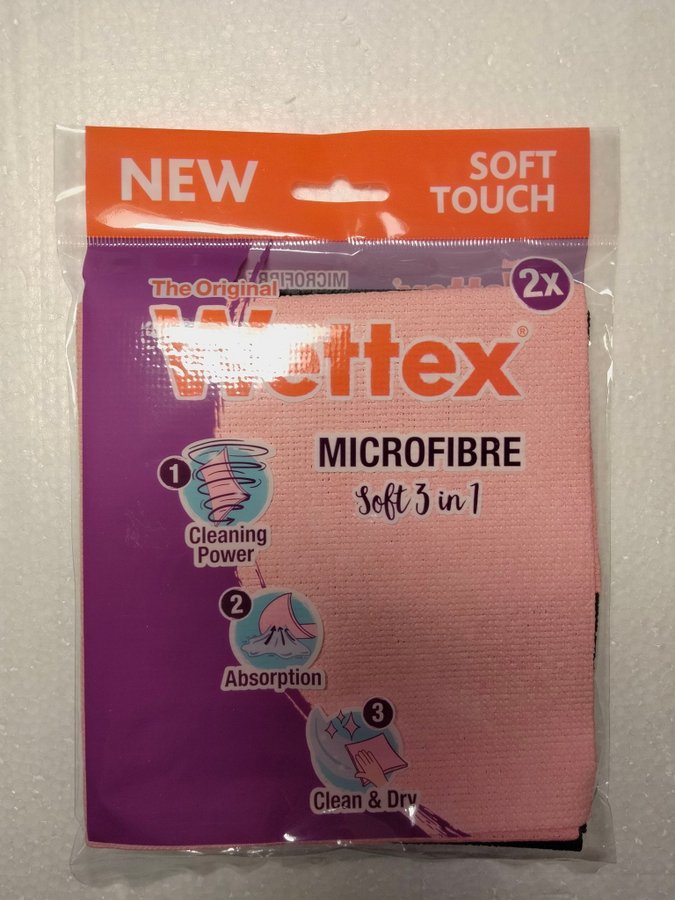 NEW
SOFT
TOUCH
MICROFIBRE
2x
The Original
Wettex®
MICROFIBRE
Soft 3 in 1
1
Cleaning
Power
2
Absorption
3
Clean & Dry